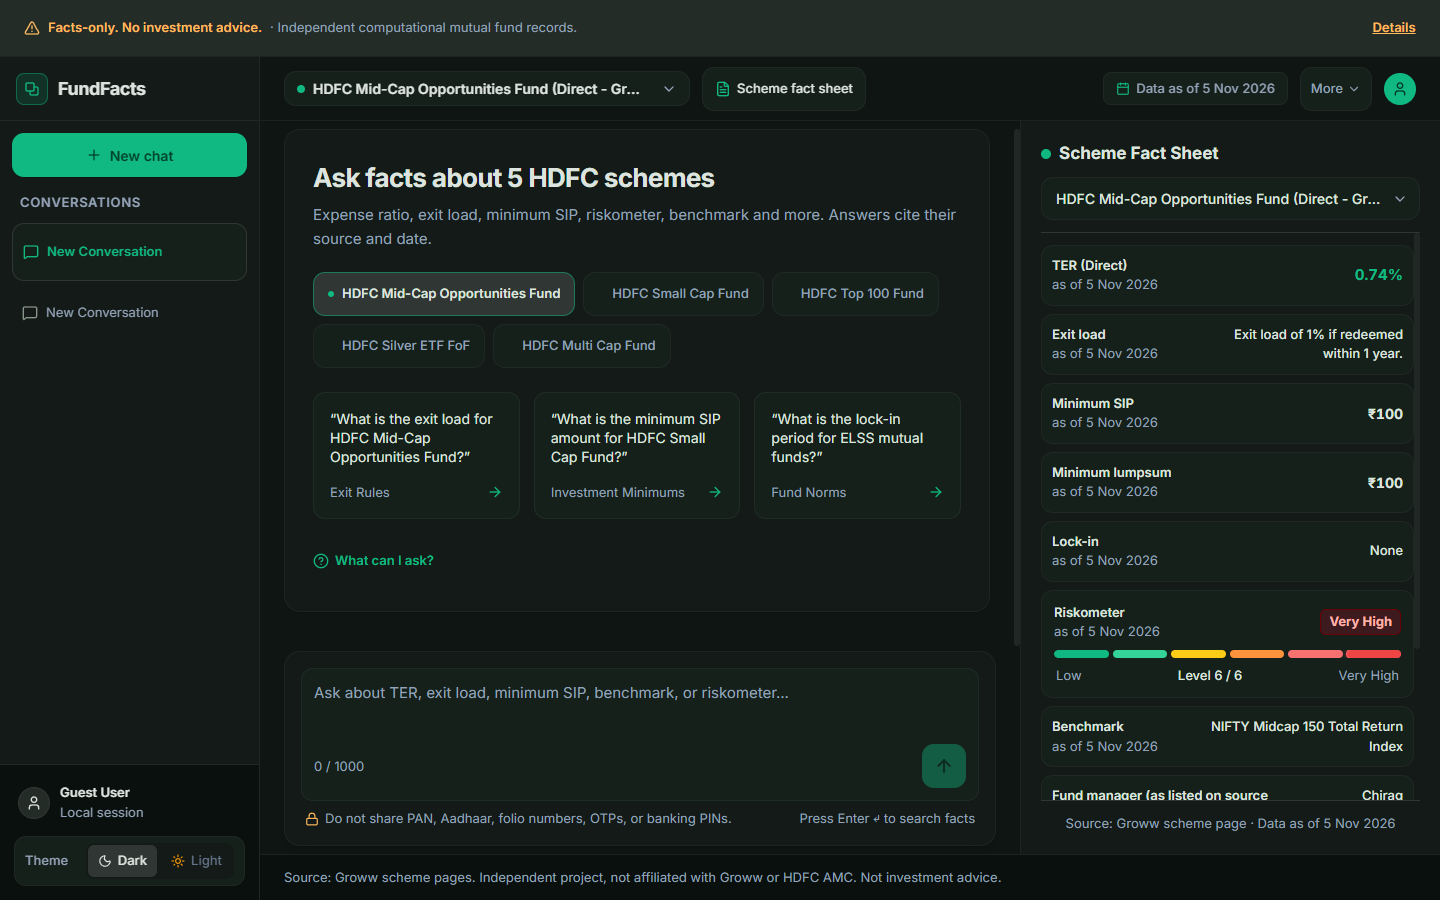 Facts-only. No investment advice. · Independent computational mutual fund records.
Details
FundFacts
HDFC Mid-Cap Opportunities Fund (Direct - Gr...
Scheme fact sheet
Data as of 5 Nov 2026
More
New chat
CONVERSATIONS
New Conversation
New Conversation
Ask facts about 5 HDFC schemes
Expense ratio, exit load, minimum SIP, riskometer, benchmark and more. Answers cite their
source and date.
HDFC Mid-Cap Opportunities Fund
HDFC Small Cap Fund
HDFC Top 100 Fund
HDFC Silver ETF FoF
HDFC Multi Cap Fund
“What is the exit load for
HDFC Mid-Cap
Opportunities Fund?”
Exit Rules
“What is the minimum SIP
amount for HDFC Small
Cap Fund?”
Investment Minimums
“What is the lock-in
period for ELSS mutual
funds?”
Fund Norms
What can I ask?
Ask about TER, exit load, minimum SIP, benchmark, or riskometer...
0 / 1000
Do not share PAN, Aadhaar, folio numbers, OTPs, or banking PINs.
Press Enter ↵ to search facts
Scheme Fact Sheet
HDFC Mid-Cap Opportunities Fund (Direct - Gr...
TER (Direct)
as of 5 Nov 2026
0.74%
Exit load
as of 5 Nov 2026
Exit load of 1% if redeemed
within 1 year.
Minimum SIP
as of 5 Nov 2026
₹100
Minimum lumpsum
as of 5 Nov 2026
₹100
Lock-in
as of 5 Nov 2026
None
Riskometer
as of 5 Nov 2026
Very High
Low
Level 6 / 6
Very High
Benchmark
as of 5 Nov 2026
NIFTY Midcap 150 Total Return
Index
Fund manager (as listed on source
Chirag
Source: Groww scheme page · Data as of 5 Nov 2026
Guest User
Local session
Theme
Dark
Light
Source: Groww scheme pages. Independent project, not affiliated with Groww or HDFC AMC. Not investment advice.